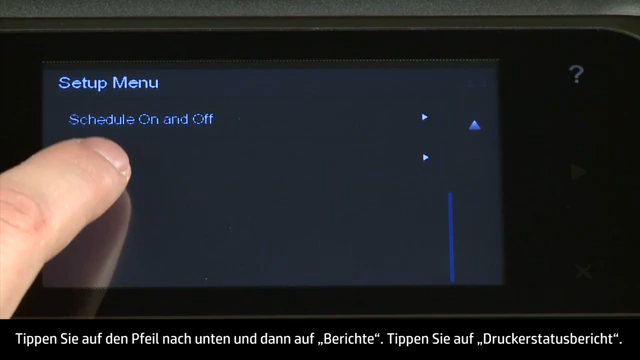 Setup Menu
?
Schedule On and Off
Tippen Sie auf den Pfeil nach unten und dann auf „Berichte“. Tippen Sie auf „Druckerstatusbericht“.